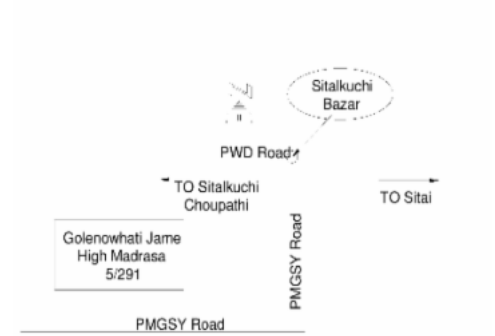 Sitalkuchi
Bazar
PWD Road
TO Sitalkuchi
Choupathi
TO Sitai
Golenowhati Jame
High Madrasa
5/291
PMGSY Road
PMGSY Road